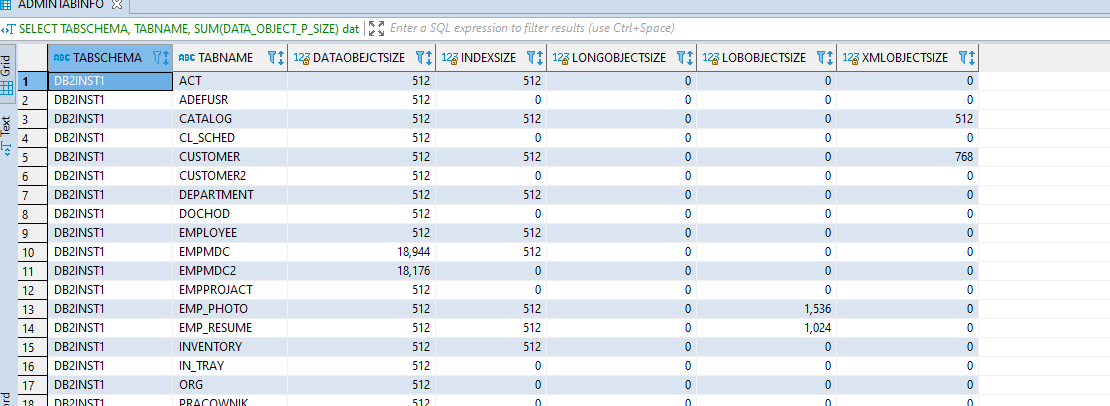 ADMINTABINFO
SELECT TABSCHEMA, TABNAME, SUM(DATA_OBJECT_P_SIZE) dat Enter a SQL expression to filter results (use Ctrl+Space)
Grid
Text
ABC TABSCHEMA ABC TABNAME 123 DATAOBEJCTSIZE 123 INDEXSIZE 123 LONGOBJECTSIZE 123 LOBOBJECTSIZE 123 XMLOBJECTSIZE
1 DB2INST1 ACT 512 512 0 0 0
2 DB2INST1 ADEFUSR 512 0 0 0 0
3 DB2INST1 CATALOG 512 512 0 0 512
4 DB2INST1 CL_SCHED 512 0 0 0 0
5 DB2INST1 CUSTOMER 512 512 0 0 768
6 DB2INST1 CUSTOMER2 512 0 0 0 0
7 DB2INST1 DEPARTMENT 512 512 0 0 0
8 DB2INST1 DOCHOD 512 0 0 0 0
9 DB2INST1 EMPLOYEE 512 512 0 0 0
10 DB2INST1 EMPMDC 18,944 512 0 0 0
11 DB2INST1 EMPMDC2 18,176 0 0 0 0
12 DB2INST1 EMPPROJACT 512 0 0 0 0
13 DB2INST1 EMP_PHOTO 512 512 0 1,536 0
14 DB2INST1 EMP_RESUME 512 512 0 1,024 0
15 DB2INST1 INVENTORY 512 512 0 0 0
16 DB2INST1 IN_TRAY 512 0 0 0 0
17 DB2INST1 ORG 512 0 0 0 0
18 DB2INST1 PRACOWNIK 512 0 0 0 0